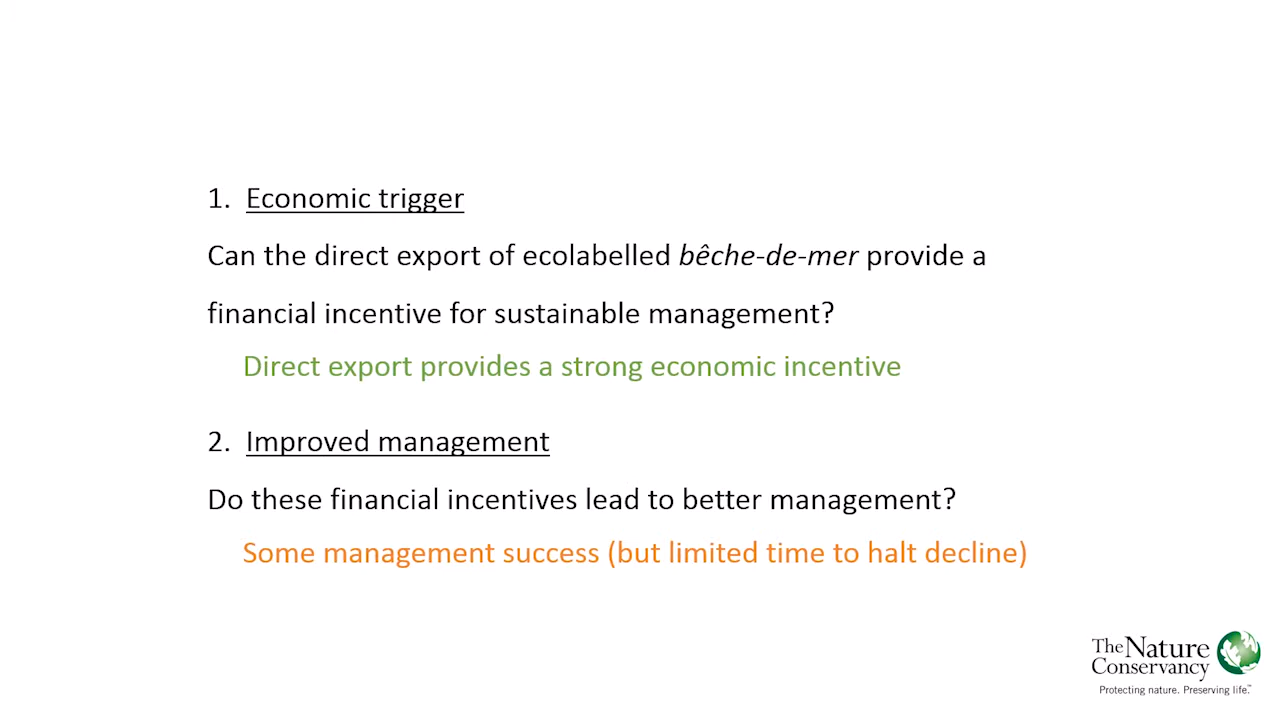 1. Economic trigger
Can the direct export of ecolabelled bêche-de-mer provide a
financial incentive for sustainable management?
Direct export provides a strong economic incentive
2. Improved management
Do these financial incentives lead to better management?
Some management success (but limited time to halt decline)
The Nature
Conservancy
Protecting nature. Preserving life.™